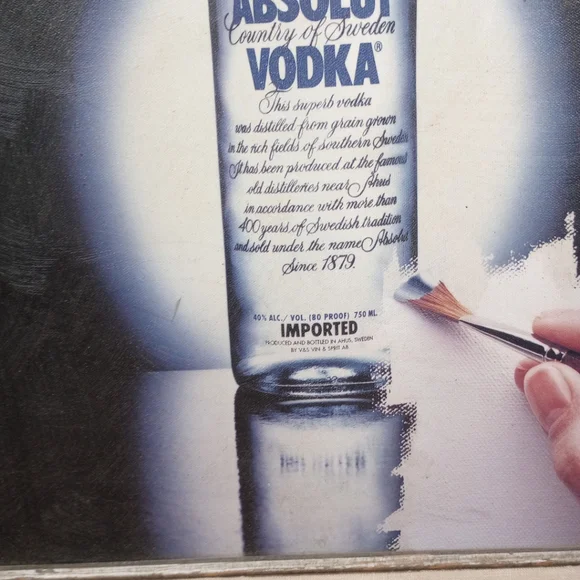 ABSOLUT
Country of Sweden
VODKA®
This superb vodka
was distilled from grain grown
in the rich fields of southern Sweden
It has been produced at the famous
old distilleries near Åhus
in accordance with more than
400 years of Swedish tradition
and sold under the name Absolut
Since 1879.
40% ALC./ VOL. (80 PROOF) 750 ML
IMPORTED
PRODUCED AND BOTTLED IN ÅHUS, SWEDEN
BY V&S VIN & SPRIT AB